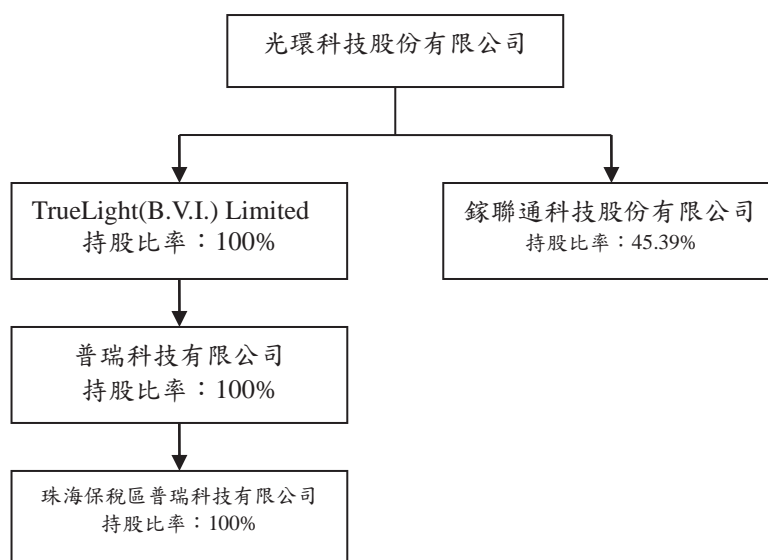 光環科技股份有限公司
TrueLight(B.V.I.) Limited
持股比率：100%
鎵聯通科技股份有限公司
持股比率：45.39%
普瑞科技有限公司
持股比率：100%
珠海保稅區普瑞科技有限公司
持股比率：100%